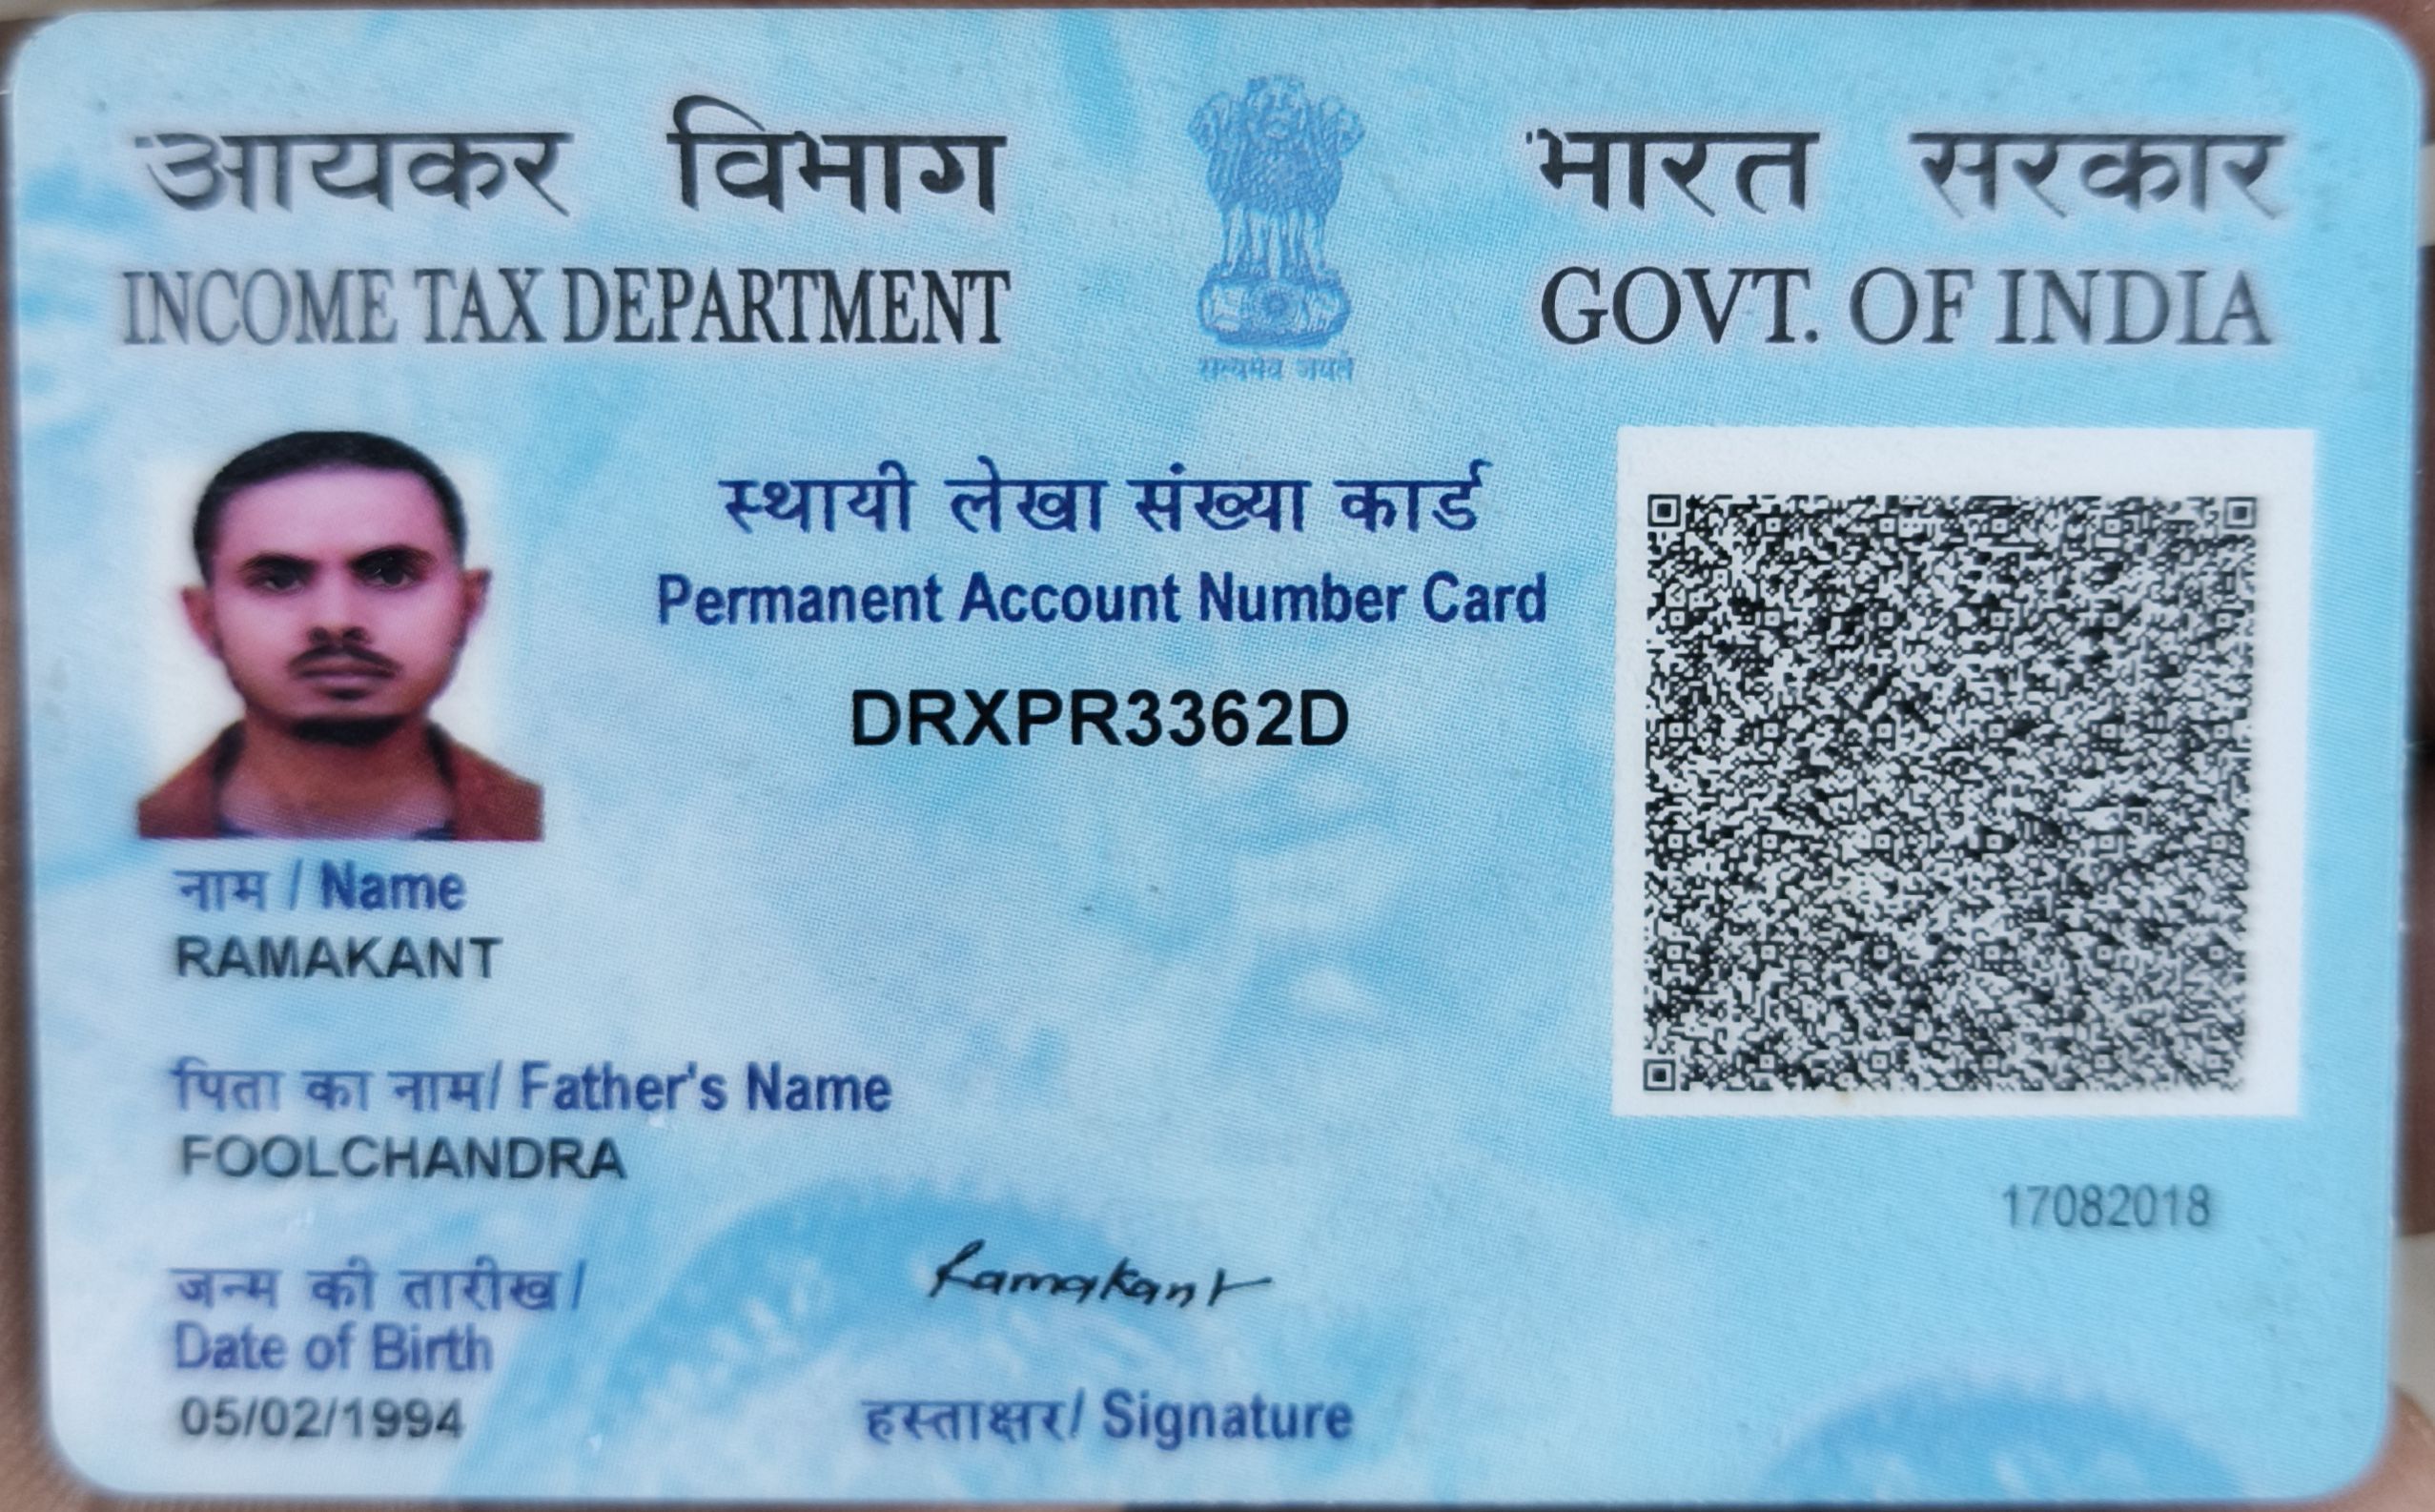 आयकर विभाग
INCOME TAX DEPARTMENT
सत्यमेव जयते
भारत सरकार
GOVT. OF INDIA
स्थायी लेखा संख्या कार्ड
Permanent Account Number Card
DRXPR3362D
नाम / Name
RAMAKANT
पिता का नाम/ Father's Name
FOOLCHANDRA
जन्म की तारीख/
Date of Birth
05/02/1994
Ramakant
हस्ताक्षर/ Signature
17082018